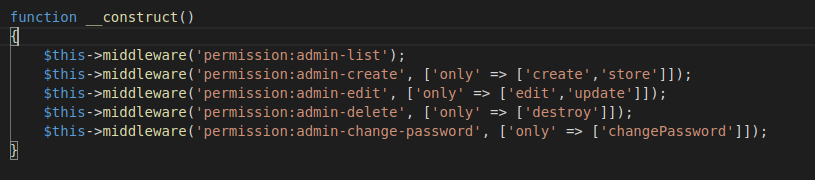 function __construct()
{
    $this->middleware('permission:admin-list');
    $this->middleware('permission:admin-create', ['only' => ['create','store']]);
    $this->middleware('permission:admin-edit', ['only' => ['edit','update']]);
    $this->middleware('permission:admin-delete', ['only' => ['destroy']]);
    $this->middleware('permission:admin-change-password', ['only' => ['changePassword']]);
}